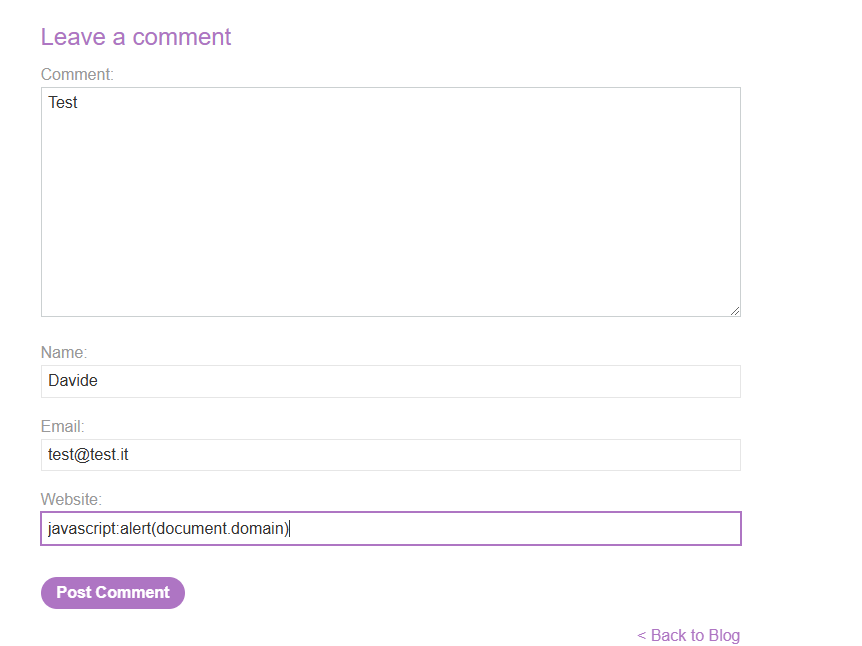 Leave a comment
Comment:
Test
Name:
Davide
Email:
test@test.it
Website:
javascript:alert(document.domain)
Post Comment
< Back to Blog